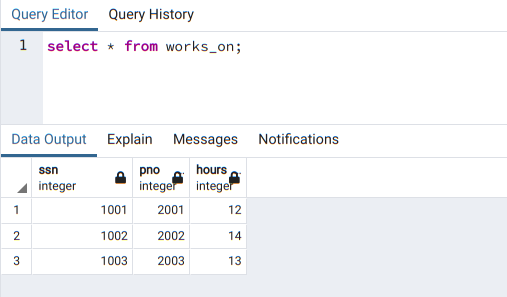 Query Editor Query History
1 select * from works_on;
Data Output Explain Messages Notifications
ssn pno hours
integer integer integer
1 1001 2001 12
2 1002 2002 14
3 1003 2003 13